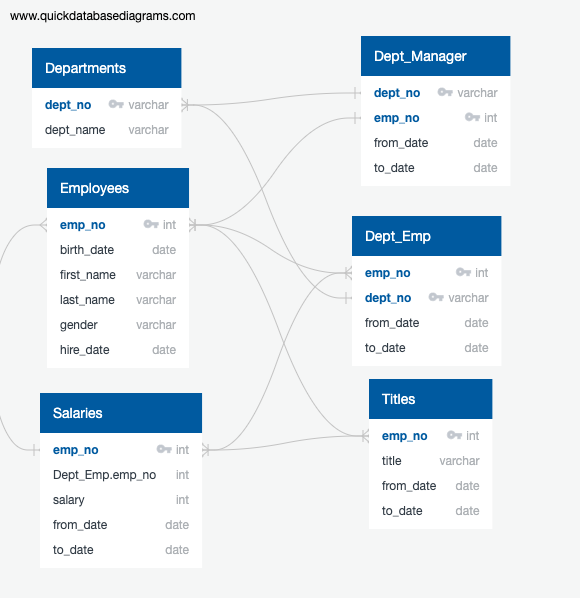 www.quickdatabasediagrams.com
Departments
dept_no varchar
dept_name varchar
Dept_Manager
dept_no varchar
emp_no int
from_date date
to_date date
Employees
emp_no int
birth_date date
first_name varchar
last_name varchar
gender varchar
hire_date date
Dept_Emp
emp_no int
dept_no varchar
from_date date
to_date date
Salaries
emp_no int
Dept_Emp.emp_no int
salary int
from_date date
to_date date
Titles
emp_no int
title varchar
from_date date
to_date date